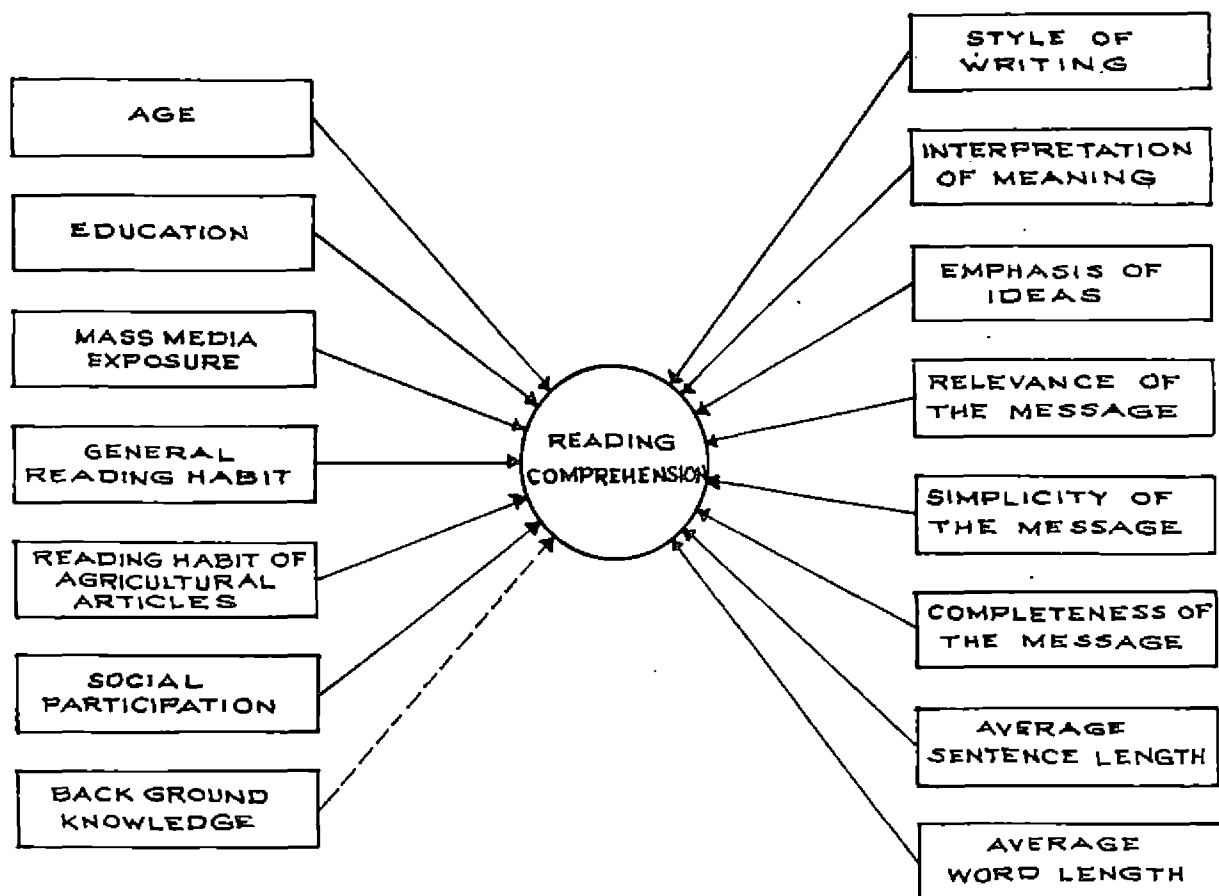 AGE
EDUCATION
MASS MEDIA
EXPOSURE
GENERAL
READING HABIT
READING HABIT OF
AGRICULTURAL
ARTICLES
SOCIAL
PARTICIPATION
BACK GROUND
KNOWLEDGE
READING
COMPREHENSION
STYLE OF
WRITING
INTERPRETATION
OF MEANING
EMPHASIS OF
IDEAS
RELEVANCE OF
THE MESSAGE
SIMPLICITY OF
THE MESSAGE
COMPLETENESS OF
THE MESSAGE
AVERAGE
SENTENCE LENGTH
AVERAGE
WORD LENGTH